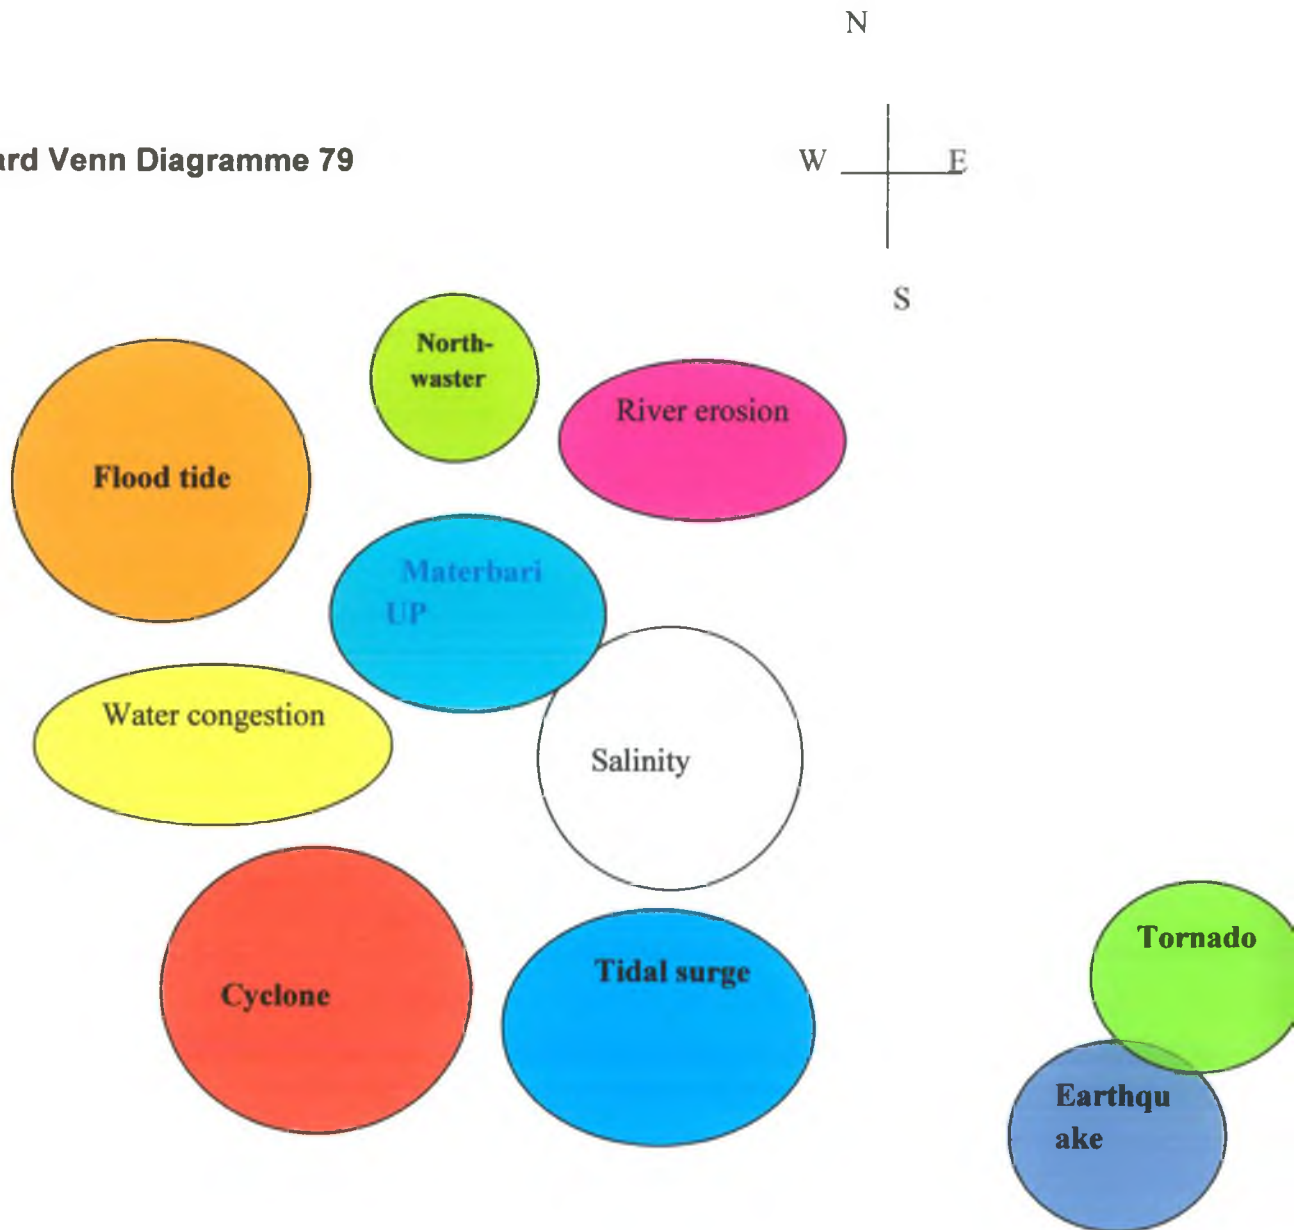 N
ard Venn Diagramme 79
W E
S
North-
waster
River erosion
Flood tide
Materbari
UP
Water congestion
Salinity
Cyclone
Tidal surge
Tornado
Earthqu
ake